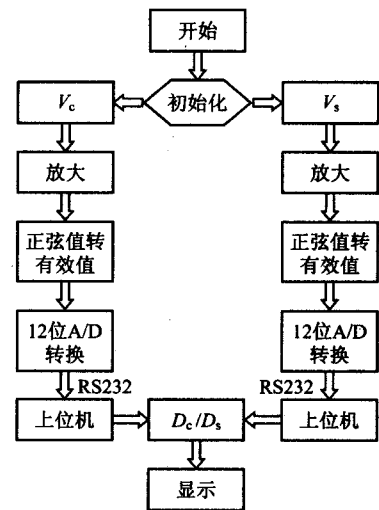 开始
V_c
初始化
V_s
放大
放大
正弦值转
有效值
正弦值转
有效值
12位A/D
转换
12位A/D
转换
RS232
RS232
上位机
D_c/D_s
上位机
显示